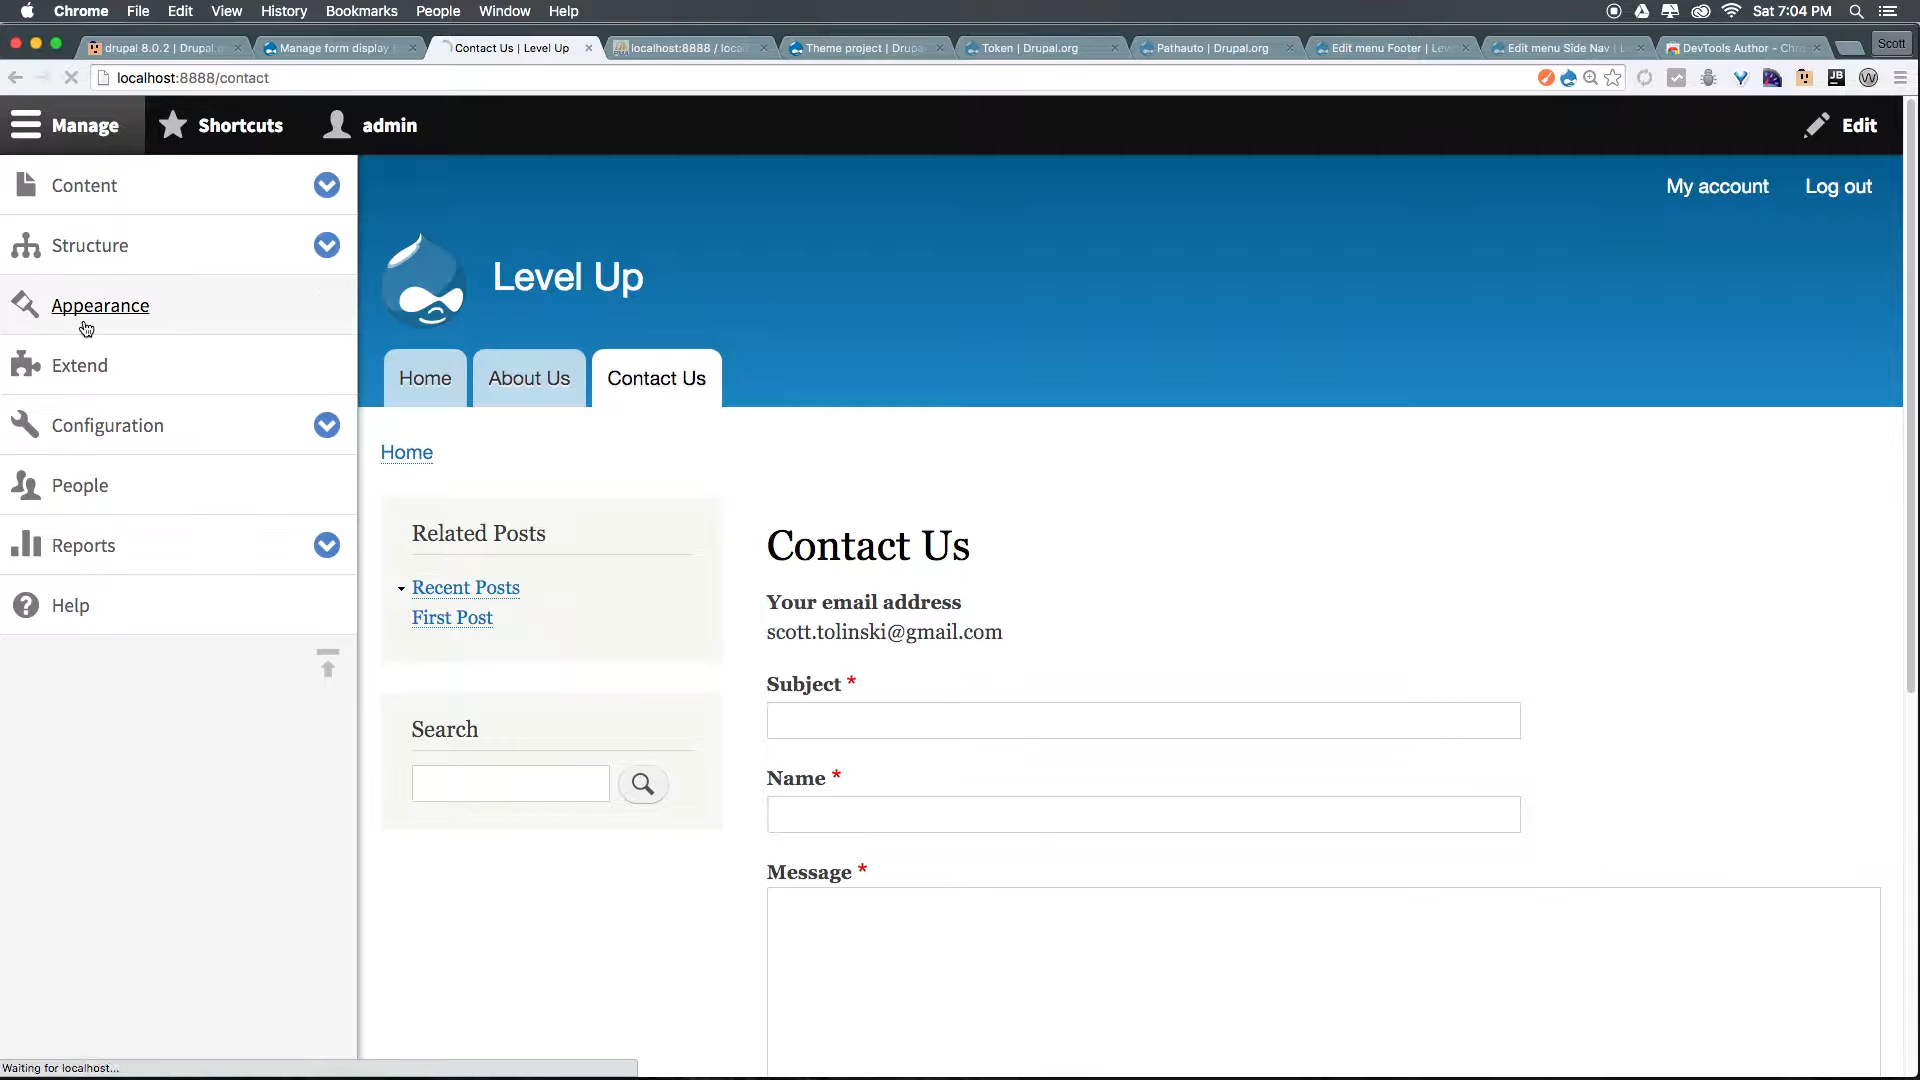 Chrome File Edit View History Bookmarks People Window Help Sat 7:04 PM
drupal 8.0.2 | Drupal.o Manage form display Contact Us | Level Up localhost:8888 / local Theme project | Drupa Token | Drupal.org Pathauto | Drupal.org Edit menu Footer | Lev Edit menu Side Nav | L DevTools Author - Chr Scott
localhost:8888/contact JB W
Manage Shortcuts admin Edit
Content
Structure
Appearance
Extend
Configuration
People
Reports
Help
My account Log out
Level Up
Home About Us Contact Us
Home
Related Posts
Recent Posts
First Post
Search
Contact Us
Your email address
scott.tolinski@gmail.com
Subject *
Name *
Message *
Waiting for localhost...